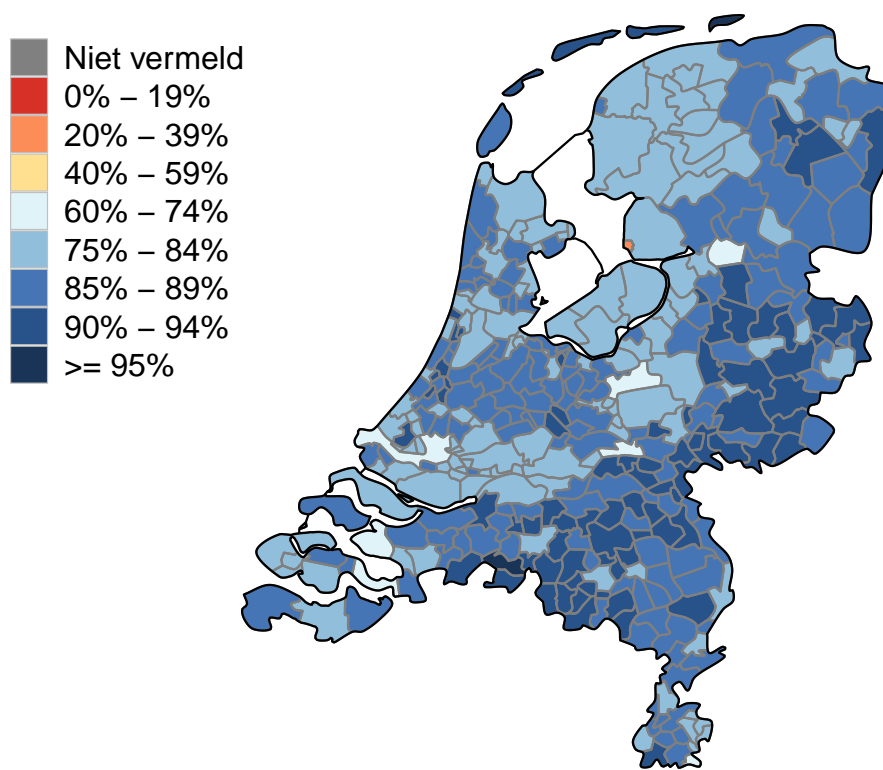 Niet vermeld
0% – 19%
20% – 39%
40% – 59%
60% – 74%
75% – 84%
85% – 89%
90% – 94%
>= 95%